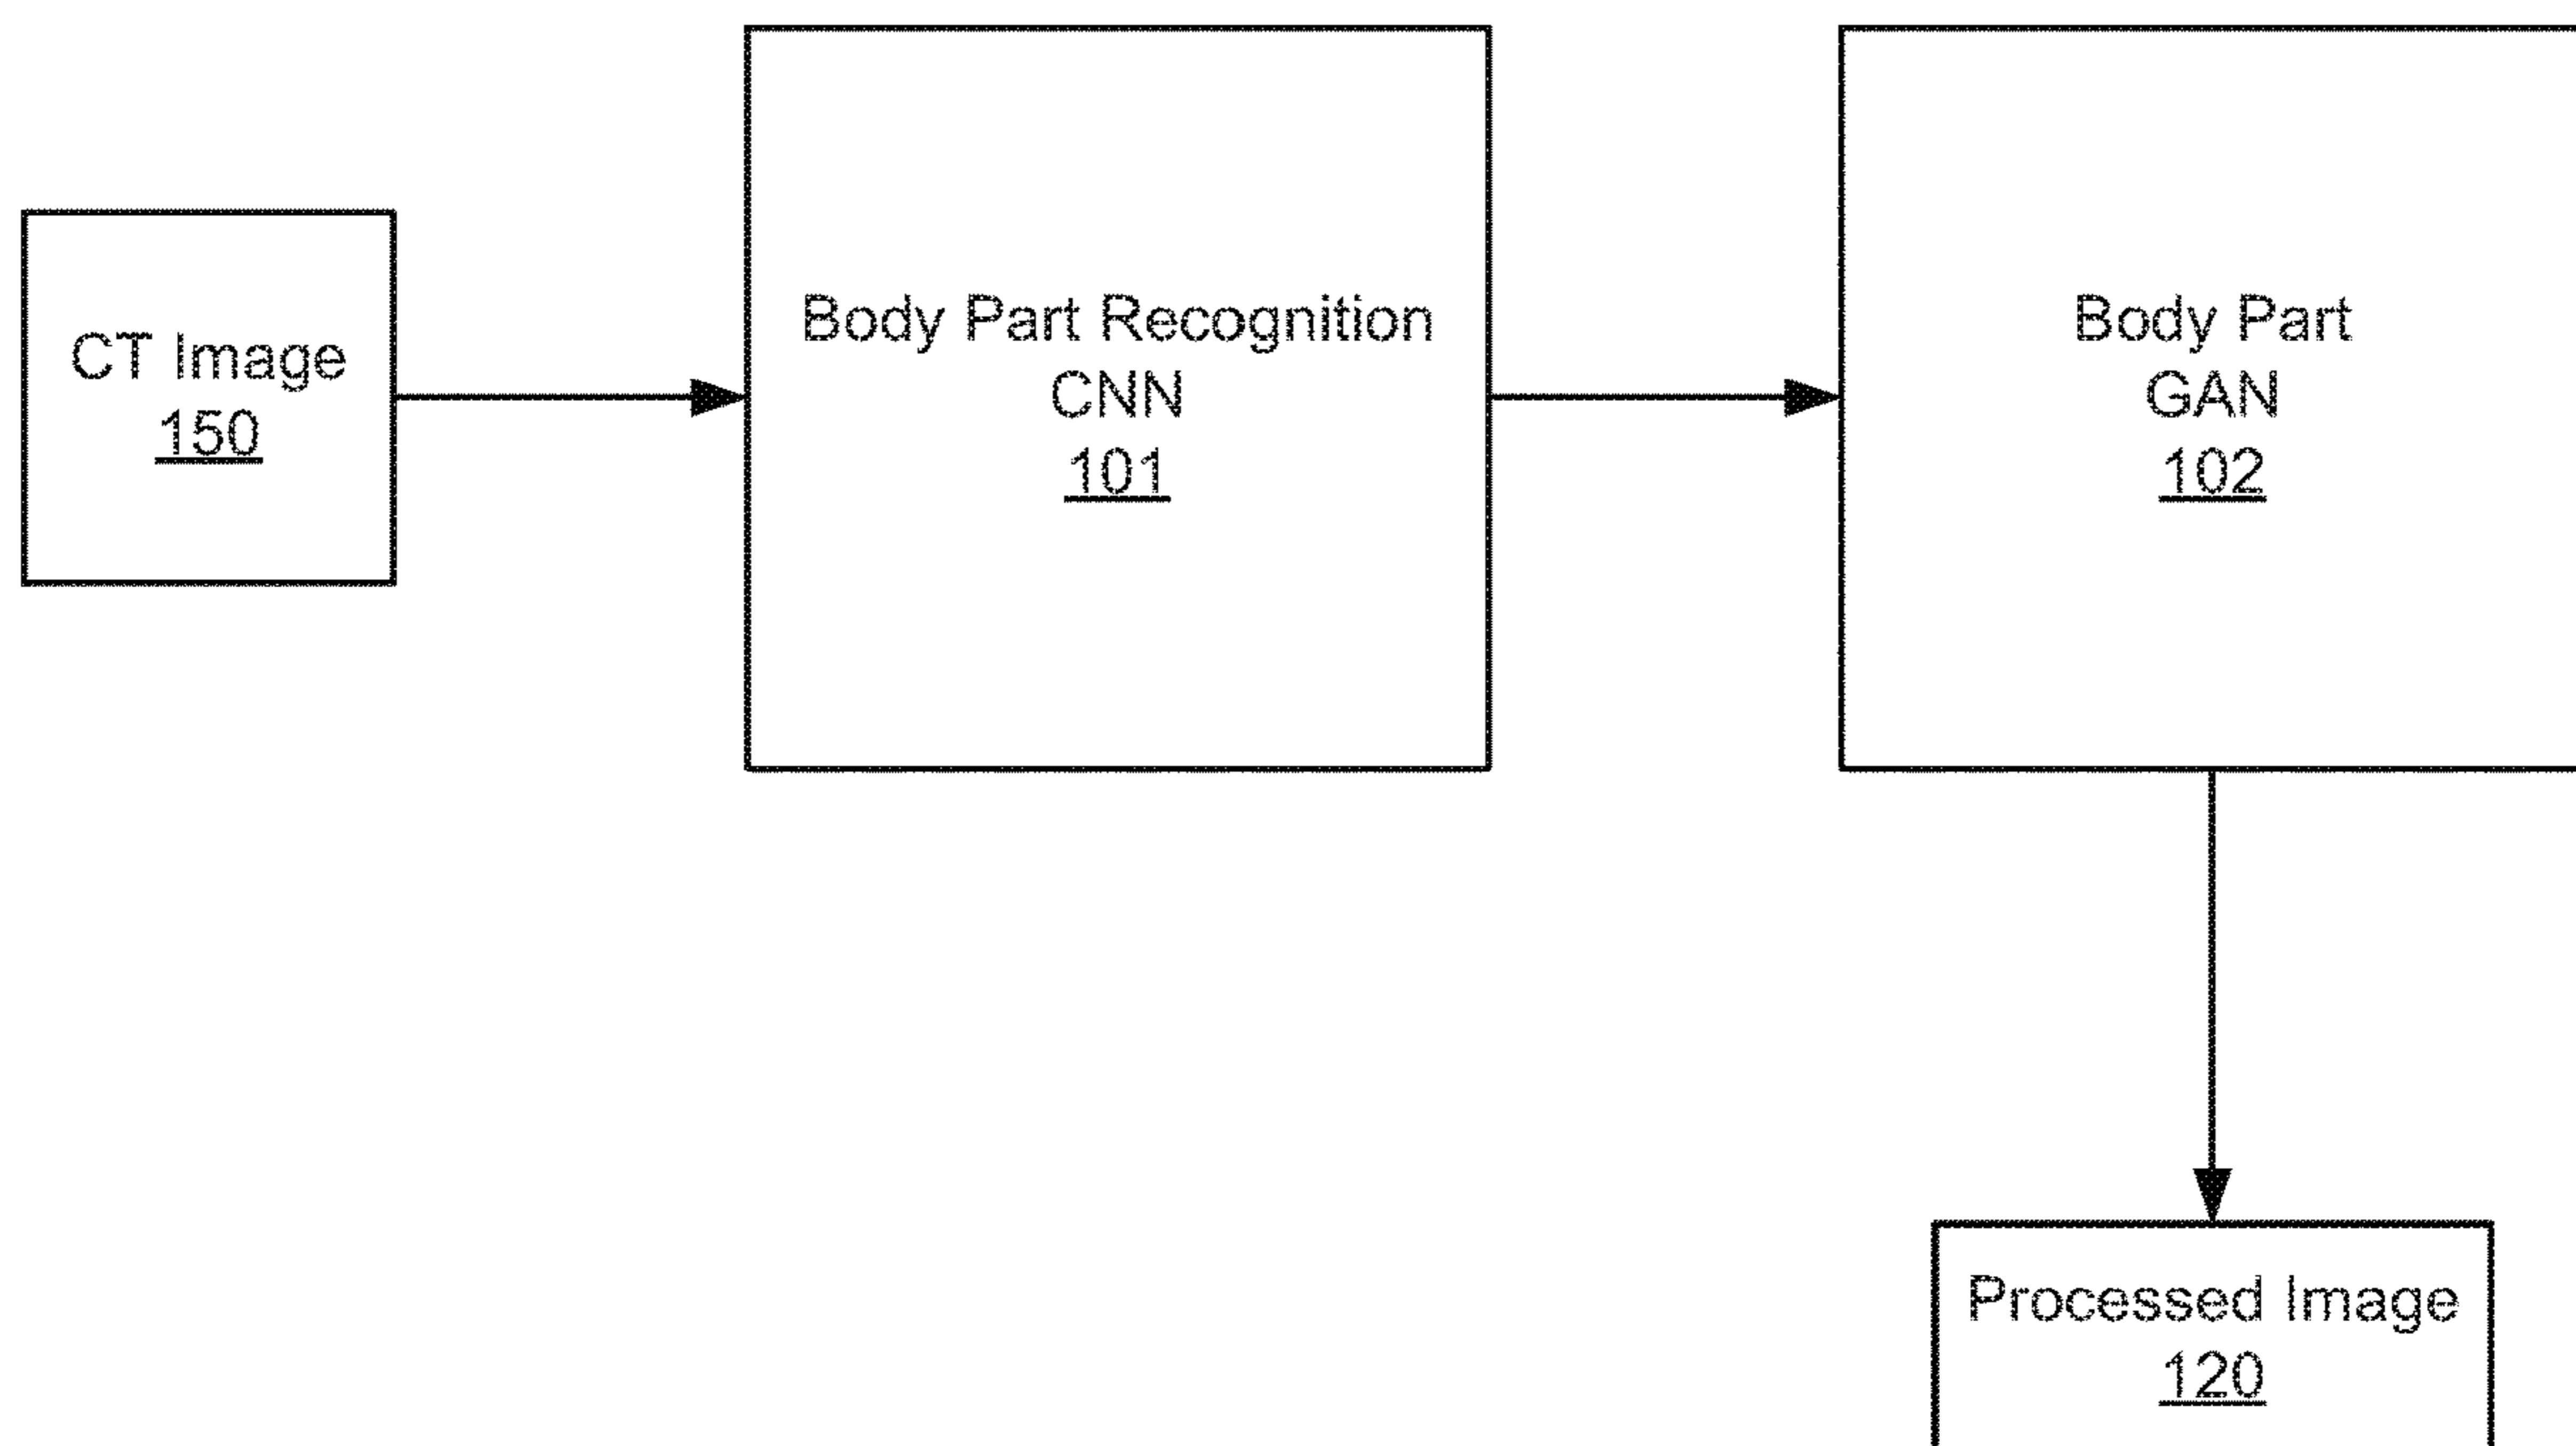 CT Image
150
Body Part Recognition
CNN
101
Body Part
GAN
102
Processed Image
120